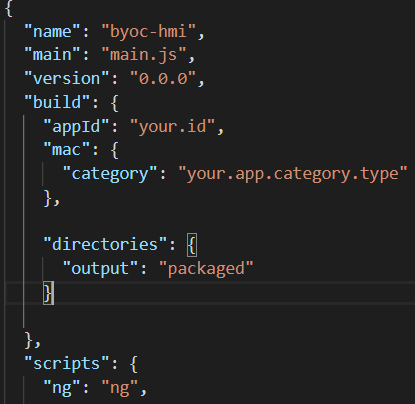 {
"name": "byoc-hmi",
"main": "main.js",
"version": "0.0.0",
"build": {
"appId": "your.id",
"mac": {
"category": "your.app.category.type"
},
"directories": {
"output": "packaged"
}
},
"scripts": {
"ng": "ng",